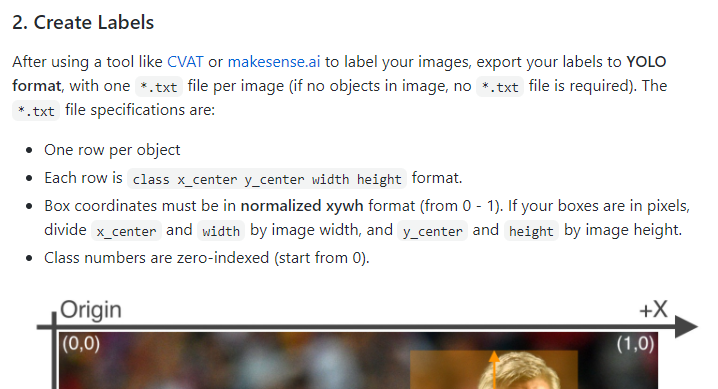 2. Create Labels
After using a tool like CVAT or makesense.ai to label your images, export your labels to YOLO
format, with one *.txt file per image (if no objects in image, no *.txt file is required). The
*.txt file specifications are:
• One row per object
• Each row is class x_center y_center width height format.
• Box coordinates must be in normalized xywh format (from 0 - 1). If your boxes are in pixels,
divide x_center and width by image width, and y_center and height by image height.
• Class numbers are zero-indexed (start from 0).
Origin +X
(0,0) (1,0)